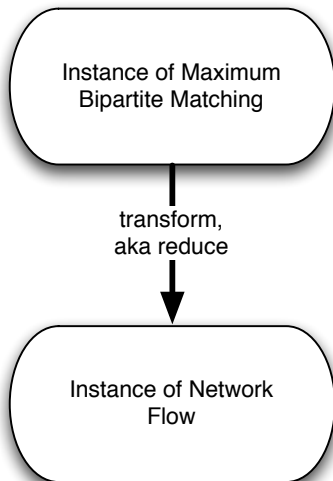 Instance of Maximum
Bipartite Matching
transform,
aka reduce
Instance of Network
Flow